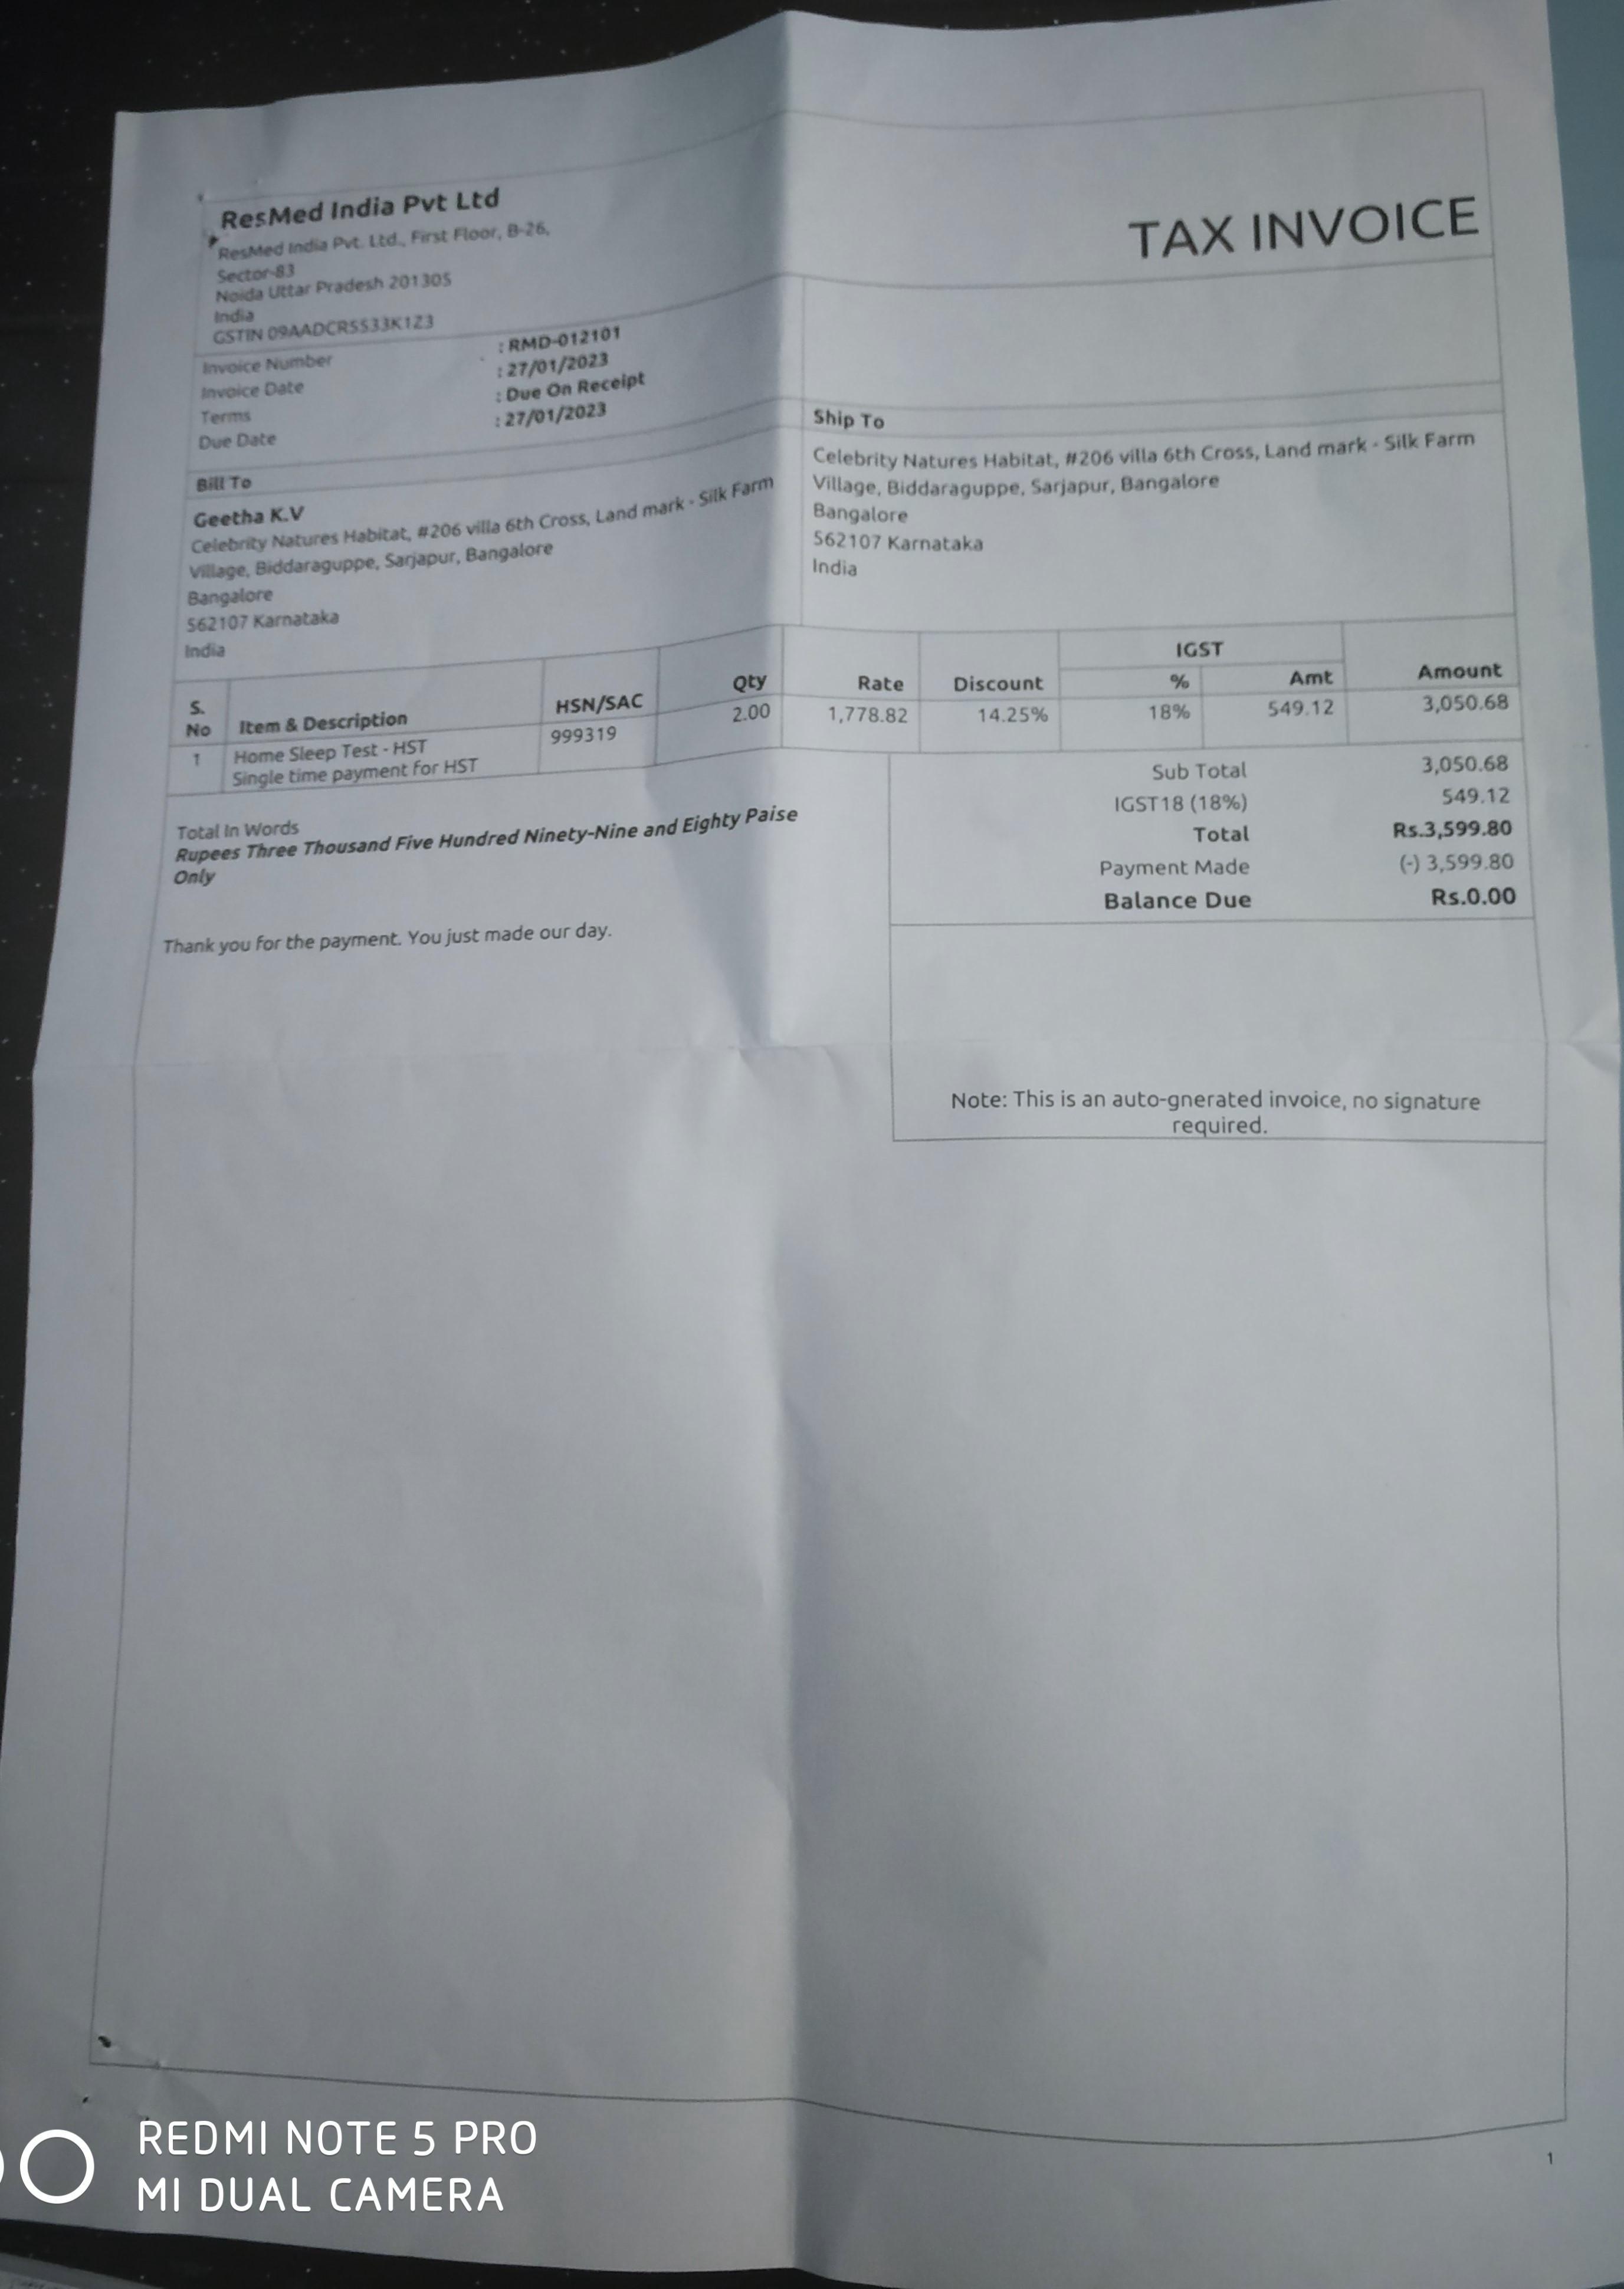 ResMed India Pvt Ltd
ResMed India Pvt. Ltd., First Floor, B-26,
Sector-83
Noida Uttar Pradesh 201305
India
GSTIN 09AADCR5533K1Z3
TAX INVOICE
Invoice Number : RMD-012101
Invoice Date : 27/01/2023
Terms : Due On Receipt
Due Date : 27/01/2023
Bill To
Geetha K.V
Celebrity Natures Habitat, #206 villa 6th Cross, Land mark - Silk Farm
Village, Biddaraguppe, Sarjapur, Bangalore
Bangalore
562107 Karnataka
India
Ship To
Celebrity Natures Habitat, #206 villa 6th Cross, Land mark - Silk Farm
Village, Biddaraguppe, Sarjapur, Bangalore
Bangalore
562107 Karnataka
India
S. No Item & Description HSN/SAC Qty Rate Discount IGST % Amt Amount
1 Home Sleep Test - HST 999319 2.00 1,778.82 14.25% 18% 549.12 3,050.68
Single time payment for HST
Sub Total 3,050.68
IGST18 (18%) 549.12
Total Rs.3,599.80
Payment Made (-) 3,599.80
Balance Due Rs.0.00
Total In Words
Rupees Three Thousand Five Hundred Ninety-Nine and Eighty Paise
Only
Thank you for the payment. You just made our day.
Note: This is an auto-gnerated invoice, no signature
required.
1
REDMI NOTE 5 PRO
MI DUAL CAMERA